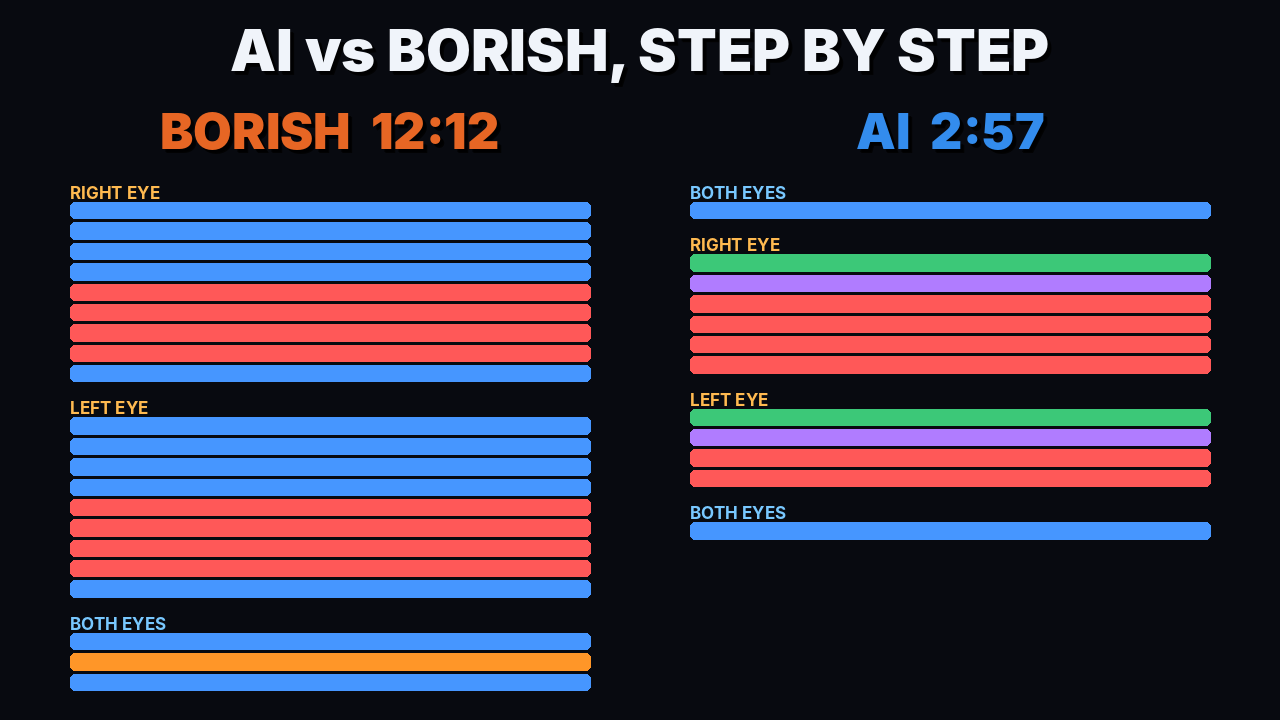 AI vs BORISH, STEP BY STEP
BORISH 12:12
RIGHT EYE
LEFT EYE
BOTH EYES
AI 2:57
BOTH EYES
RIGHT EYE
LEFT EYE
BOTH EYES